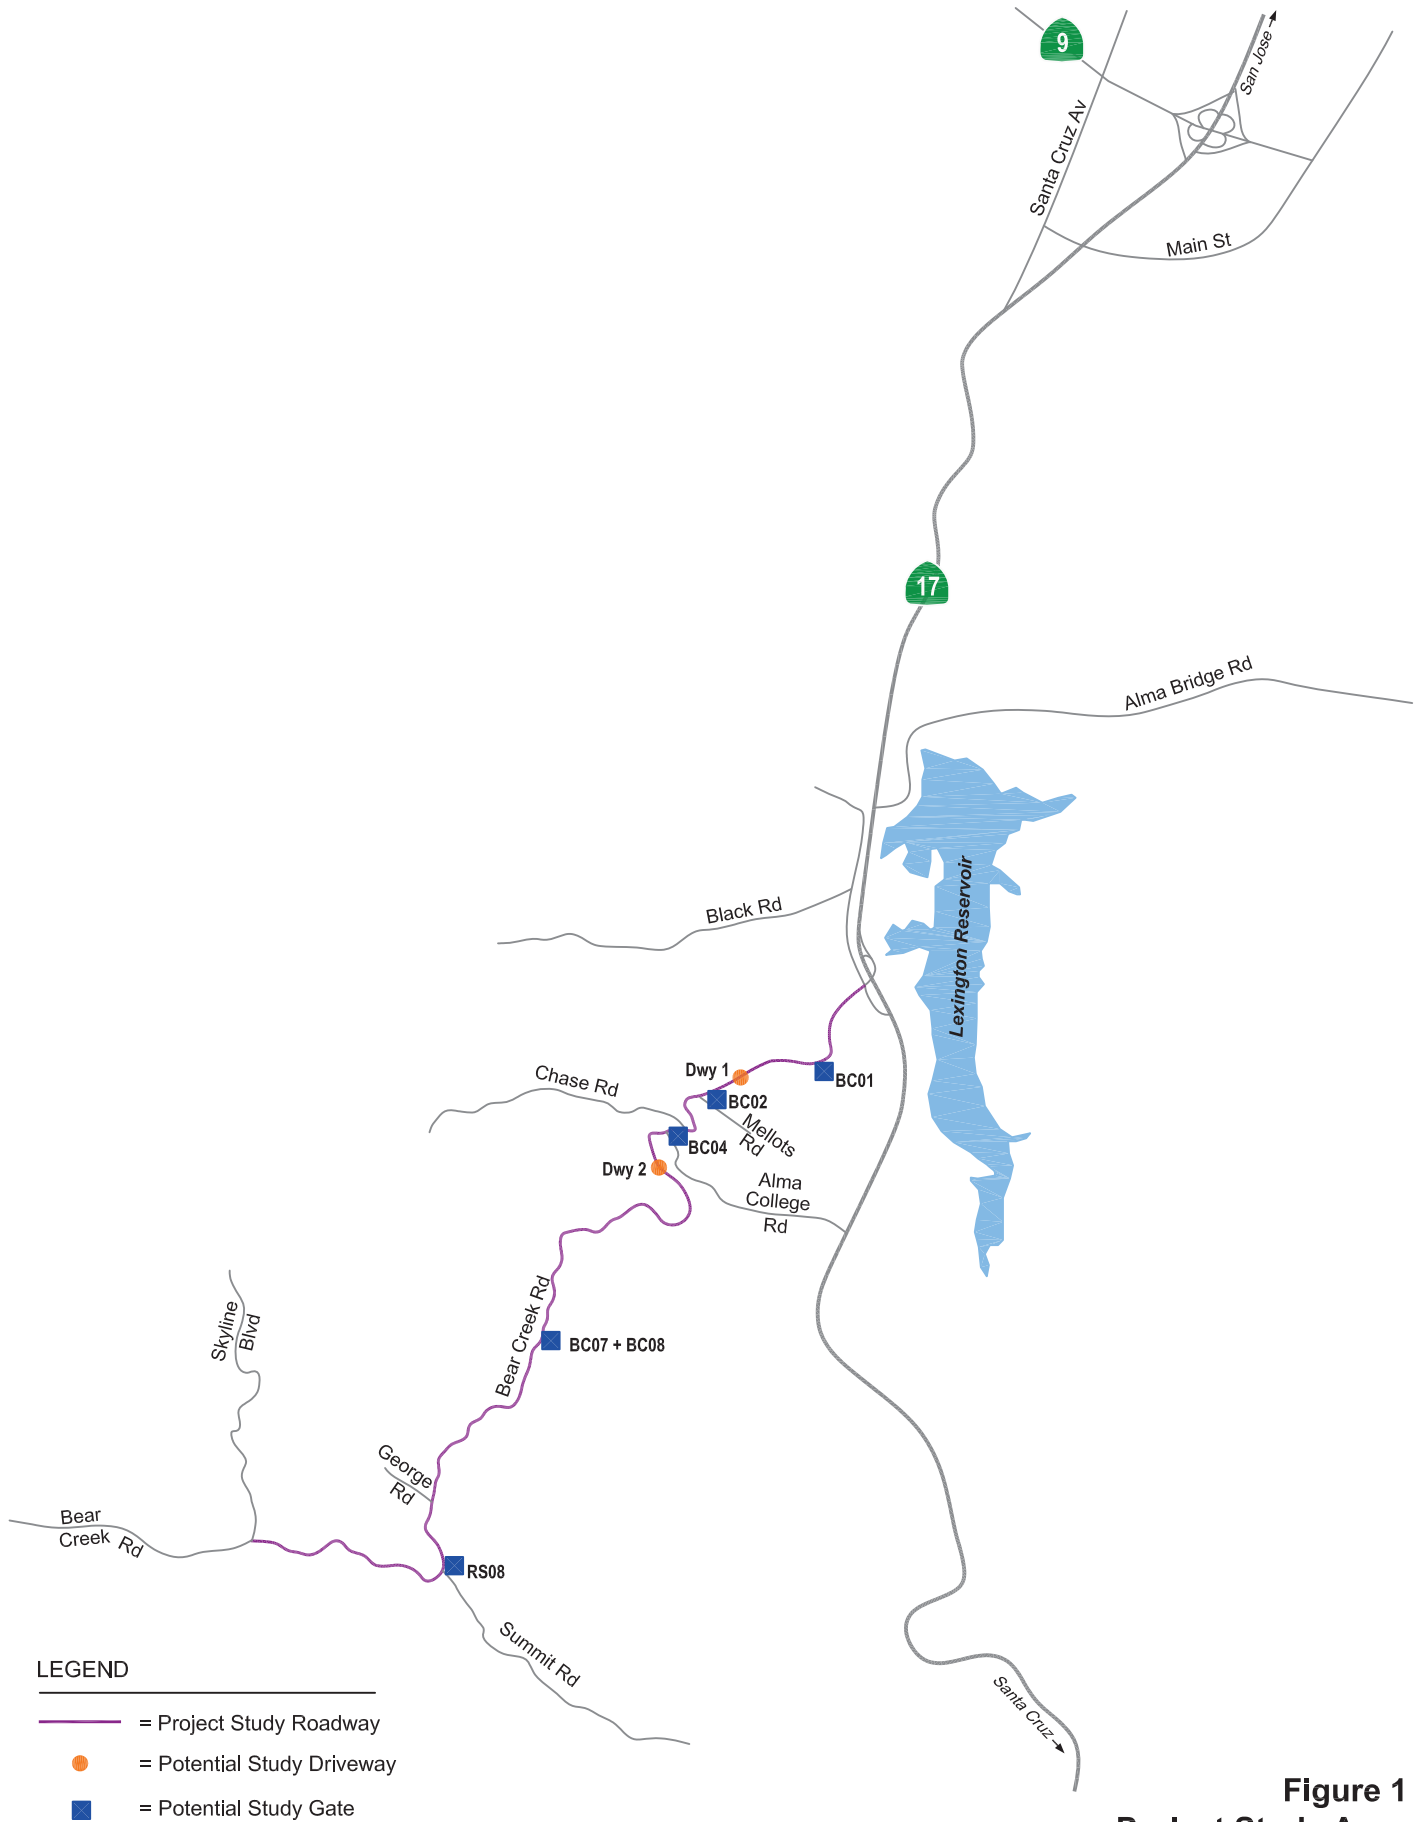 9
San Jose
Santa Cruz Av
Main St
17
Alma Bridge Rd
Lexington Reservoir
Black Rd
Dwy 1
BC01
Chase Rd
BC02
Mellots
Rd
BC04
Dwy 2
Alma
College
Rd
Bear Creek Rd
Skyline
Blvd
BC07 + BC08
George
Rd
Bear
Creek Rd
RS08
Summit Rd
Santa Cruz
LEGEND
= Project Study Roadway
= Potential Study Driveway
= Potential Study Gate
Figure 1
Project Study Area